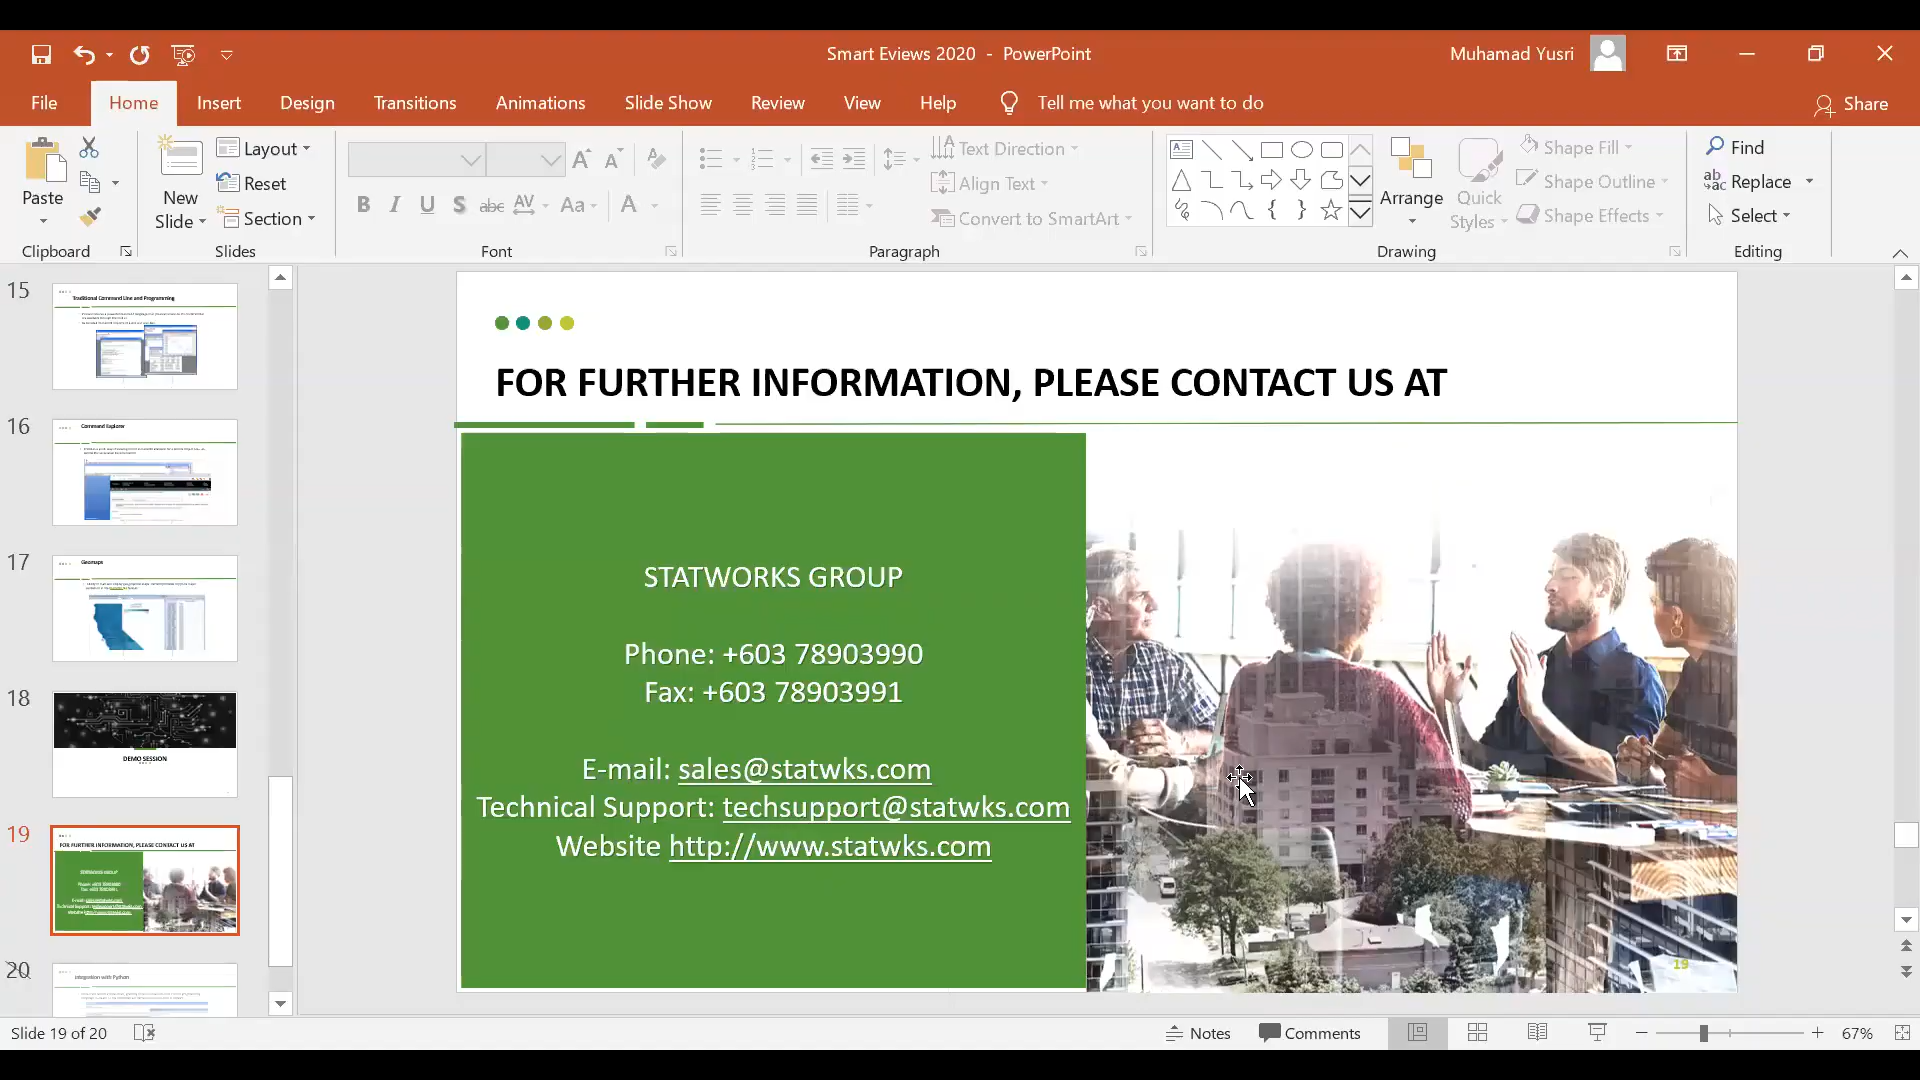 Smart Eviews 2020 - PowerPoint
Muhamad Yusri
File Home Insert Design Transitions Animations Slide Show Review View Help Tell me what you want to do Share
Paste
New Slide
Layout
Reset
Section
Text Direction
Align Text
Convert to SmartArt
Arrange
Quick Styles
Shape Fill
Shape Outline
Shape Effects
Find
Replace
Select
Clipboard Slides Font Paragraph Drawing Editing
15
Traditional Command Line and Programming
16
Command Explorer
17
Geomaps
18
DEMO SESSION
19
FOR FURTHER INFORMATION, PLEASE CONTACT US AT
20
Integration with Python
FOR FURTHER INFORMATION, PLEASE CONTACT US AT
STATWORKS GROUP
Phone: +603 78903990
Fax: +603 78903991
E-mail: sales@statwks.com
Technical Support: techsupport@statwks.com
Website http://www.statwks.com
19
Slide 19 of 20
Notes
Comments
67%